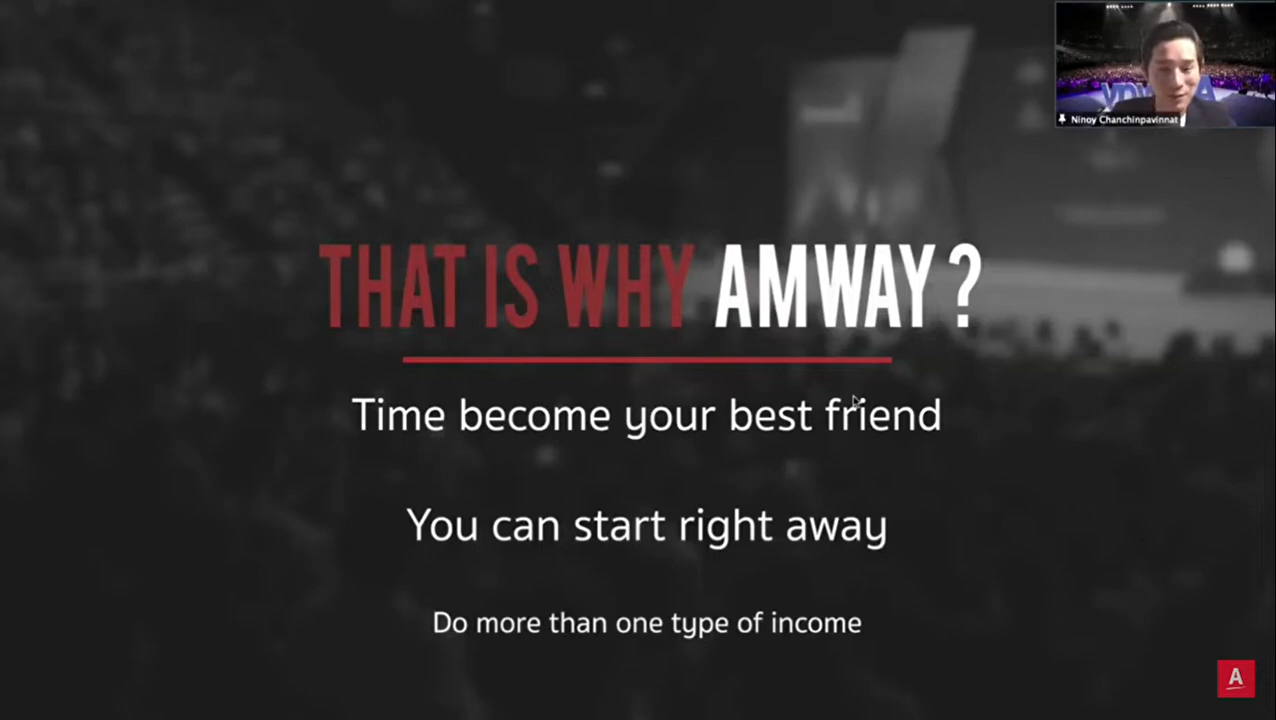 Ninoy Chanchinpavinnat
THAT IS WHY AMWAY ?
Time become your best friend
You can start right away
Do more than one type of income
A